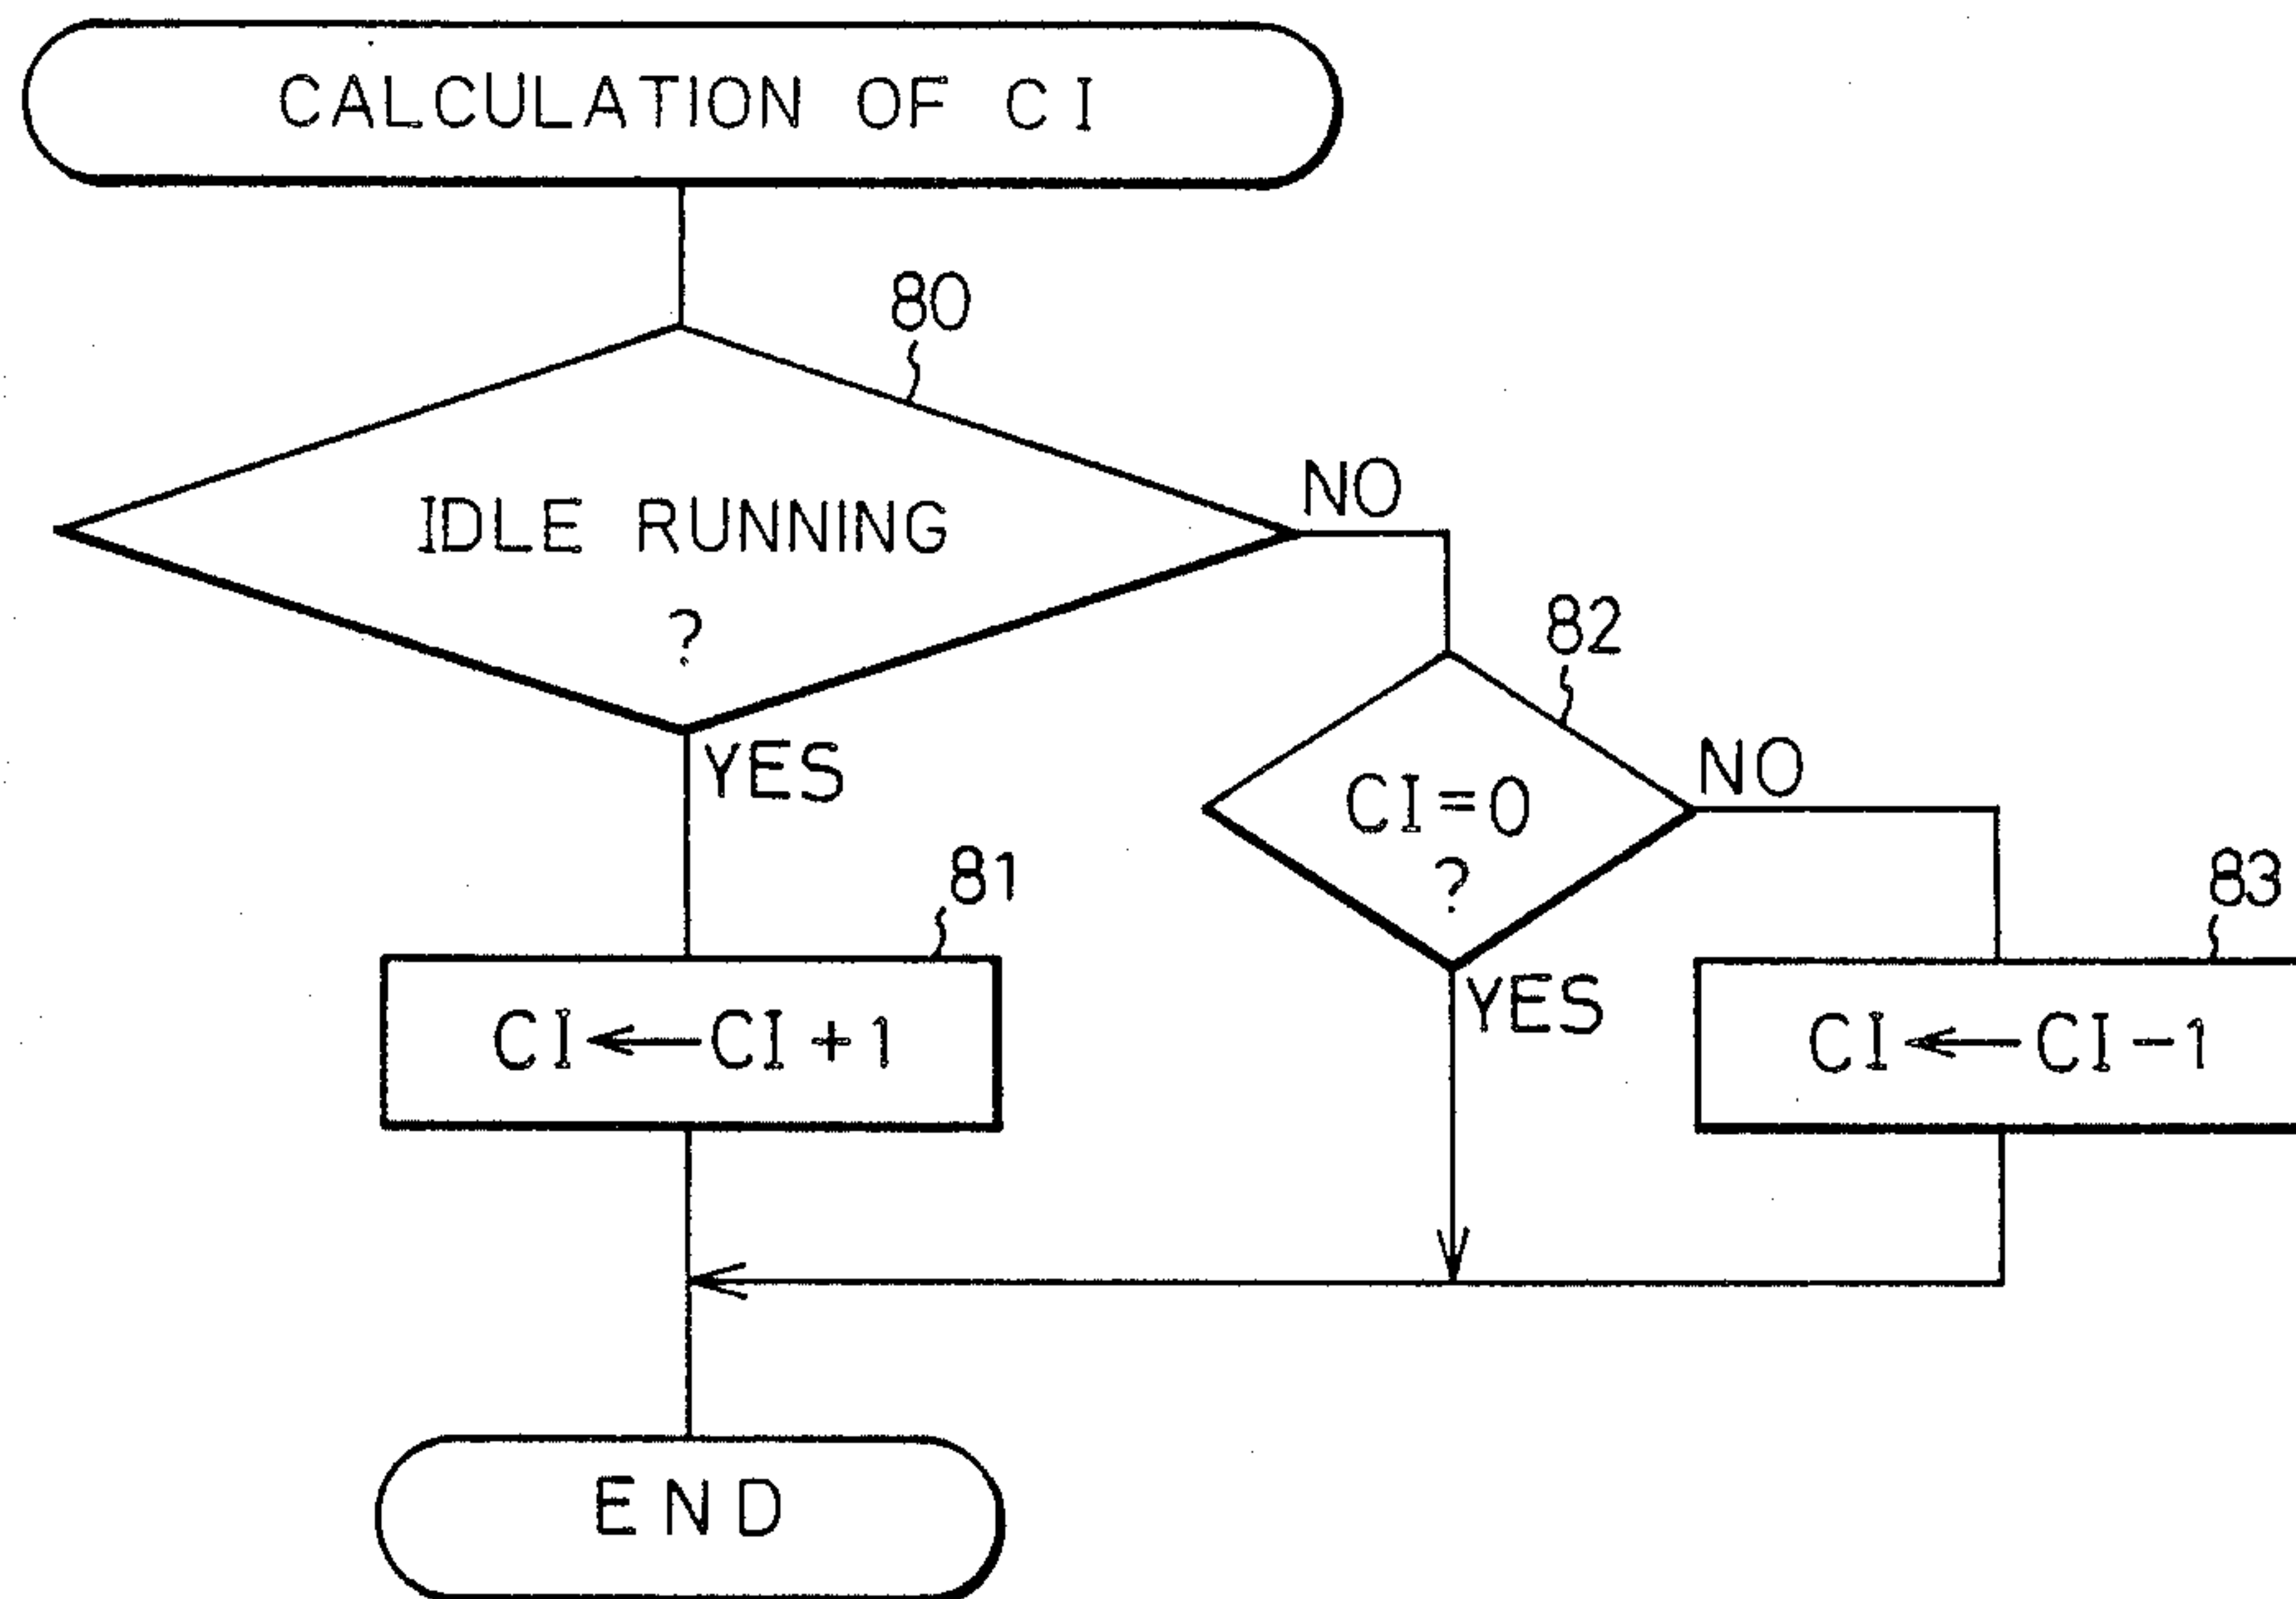 CALCULATION OF CI
80
IDLE RUNNING
?
NO
YES
82
CI=0
?
NO
YES
81
CI←CI+1
83
CI←CI-1
END